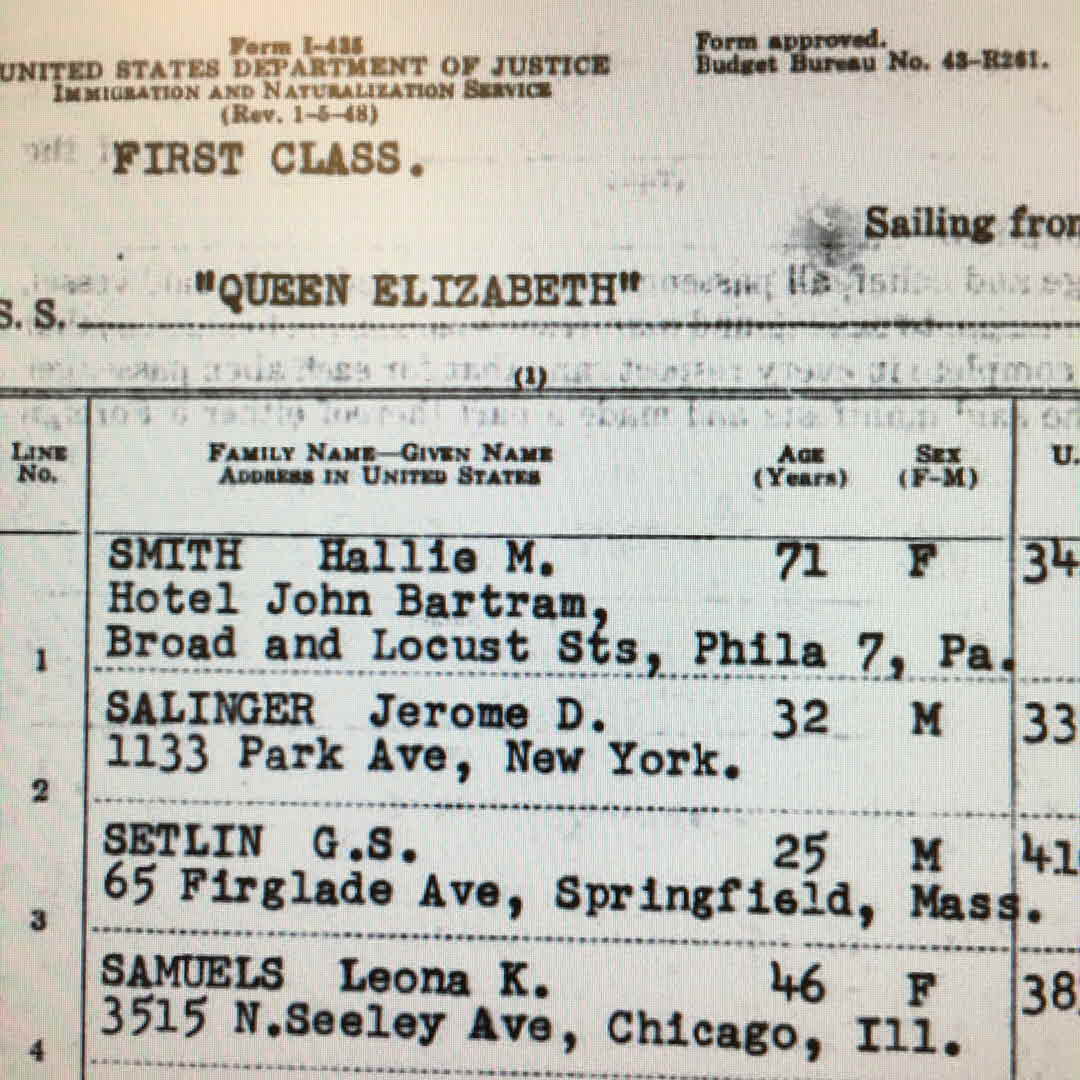 Form I-435
UNITED STATES DEPARTMENT OF JUSTICE
IMMIGRATION AND NATURALIZATION SERVICE
(Rev. 1-5-48)
Form approved.
Budget Bureau No. 43-R261.
FIRST CLASS.
Sailing from
S. S. "QUEEN ELIZABETH"
(1)
LINE No.
FAMILY NAME—GIVEN NAME
ADDRESS IN UNITED STATES
AGE (Years)
SEX (F-M)
U.
1 SMITH Hallie M. 71 F 34
Hotel John Bartram,
Broad and Locust Sts, Phila 7, Pa.
2 SALINGER Jerome D. 32 M 33
1133 Park Ave, New York.
3 SETLIN G.S. 25 M 41
65 Firglade Ave, Springfield, Mass.
4 SAMUELS Leona K. 46 F 38
3515 N.Seeley Ave, Chicago, Ill.